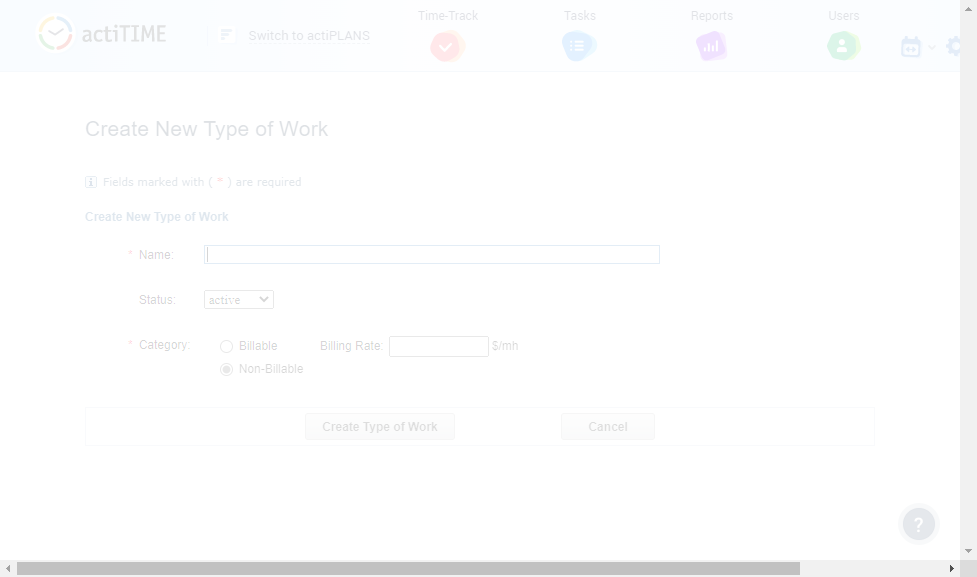 actiTIME
Switch to actiPLANS
Time-Track
Tasks
Reports
Users
Create New Type of Work
Fields marked with ( * ) are required
Create New Type of Work
* Name:
Status: active
* Category: Billable Billing Rate: $/mh
Non-Billable
Create Type of Work Cancel
?